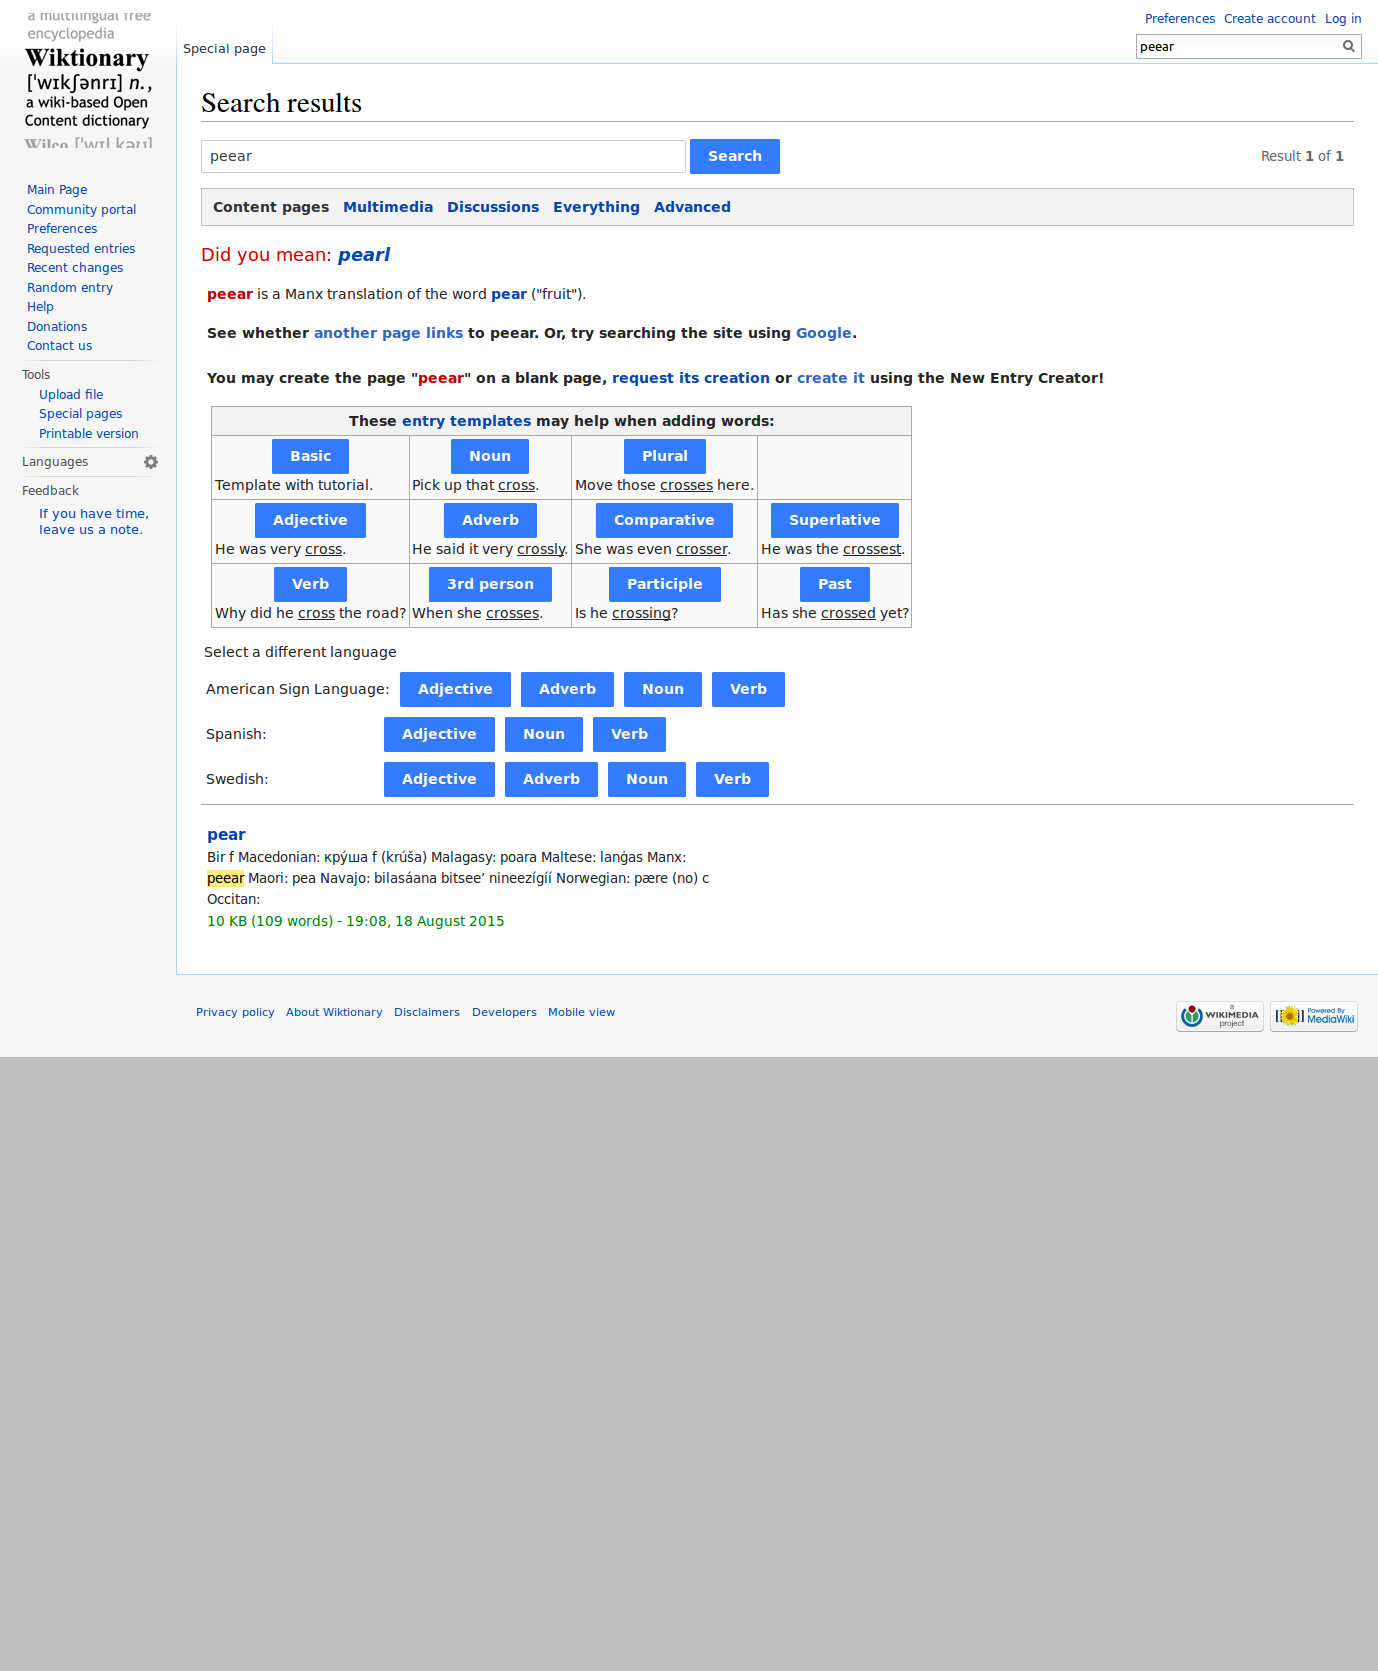 a multilingual free
encyclopedia
Wiktionary
[ˈwɪkʃənrɪ] n.,
a wiki-based Open
Content dictionary
Wilco [ˈwɪl kəʊ]
Preferences Create account Log in
Special page
peear
Search results
peear Search Result 1 of 1
Content pages Multimedia Discussions Everything Advanced
Did you mean: pearl
peear is a Manx translation of the word pear ("fruit").
See whether another page links to peear. Or, try searching the site using Google.
You may create the page "peear" on a blank page, request its creation or create it using the New Entry Creator!
These entry templates may help when adding words:
Basic Noun Plural
Template with tutorial. Pick up that cross. Move those crosses here.
Adjective Adverb Comparative Superlative
He was very cross. He said it very crossly. She was even crosser. He was the crossest.
Verb 3rd person Participle Past
Why did he cross the road? When she crosses. Is he crossing? Has she crossed yet?
Select a different language
American Sign Language: Adjective Adverb Noun Verb
Spanish: Adjective Noun Verb
Swedish: Adjective Adverb Noun Verb
pear
Bir f Macedonian: кру́ша f (krúša) Malagasy: poara Maltese: lanġas Manx:
peear Maori: pea Navajo: bilasáana bitsee’ nineezígíí Norwegian: pære (no) c
Occitan:
10 KB (109 words) - 19:08, 18 August 2015
Main Page
Community portal
Preferences
Requested entries
Recent changes
Random entry
Help
Donations
Contact us
Tools
Upload file
Special pages
Printable version
Languages
Feedback
If you have time,
leave us a note.
Privacy policy About Wiktionary Disclaimers Developers Mobile view
a
WIKIMEDIA
project
Powered By
MediaWiki